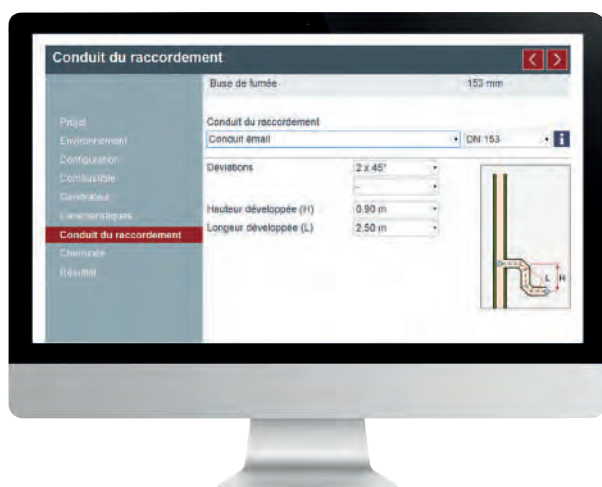 Conduit du raccordement
Buse de fumée 153 mm
Projet
Environnement
Configuration
Combustible
Générateur
Caractéristiques
Conduit du raccordement
Cheminée
Résultat
Conduit du raccordement
Conduit émail DN 153 i
Déviations 2 x 45°
-
Hauteur développée (H) 0.90 m
Longeur développée (L) 2.50 m
L H